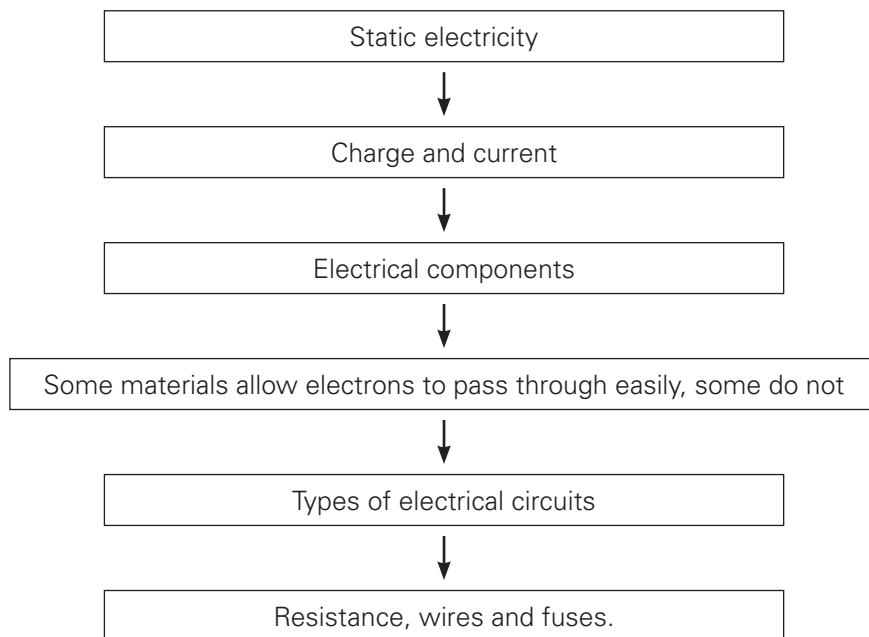 Static electricity
Charge and current
Electrical components
Some materials allow electrons to pass through easily, some do not
Types of electrical circuits
Resistance, wires and fuses.